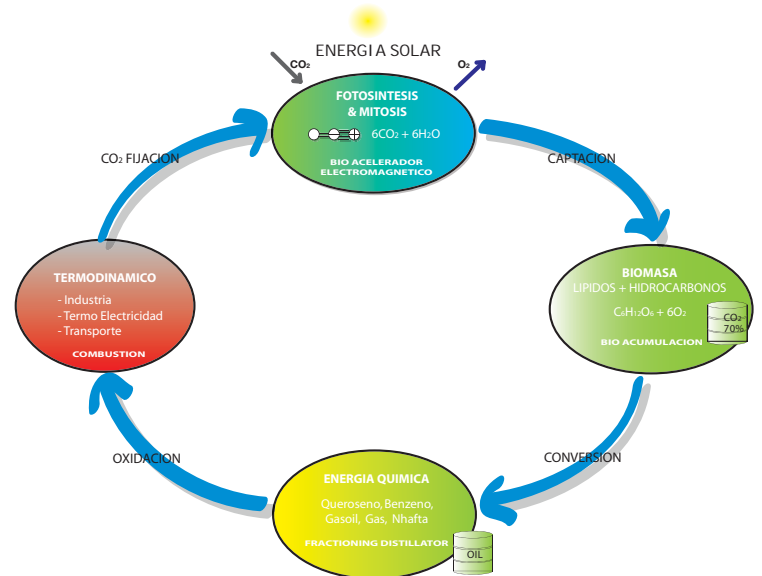 ENERGIA SOLAR
CO₂
O₂
FOTOSINTESIS
& MITOSIS
6CO₂ + 6H₂O
BIO ACELERADOR
ELECTROMAGNETICO
CO₂ FIJACION
CAPTACION
TERMODINAMICO
- Industria
- Termo Electricidad
- Transporte
COMBUSTION
BIOMASA
LIPIDOS + HIDROCARBONOS
C₆H₁₂O₆ + 6O₂
CO₂
70%
BIO ACUMULACION
OXIDACION
CONVERSION
ENERGIA QUIMICA
Queroseno, Benzeno,
Gasoil, Gas, Nhafta
FRACTIONING DISTILLATOR
OIL